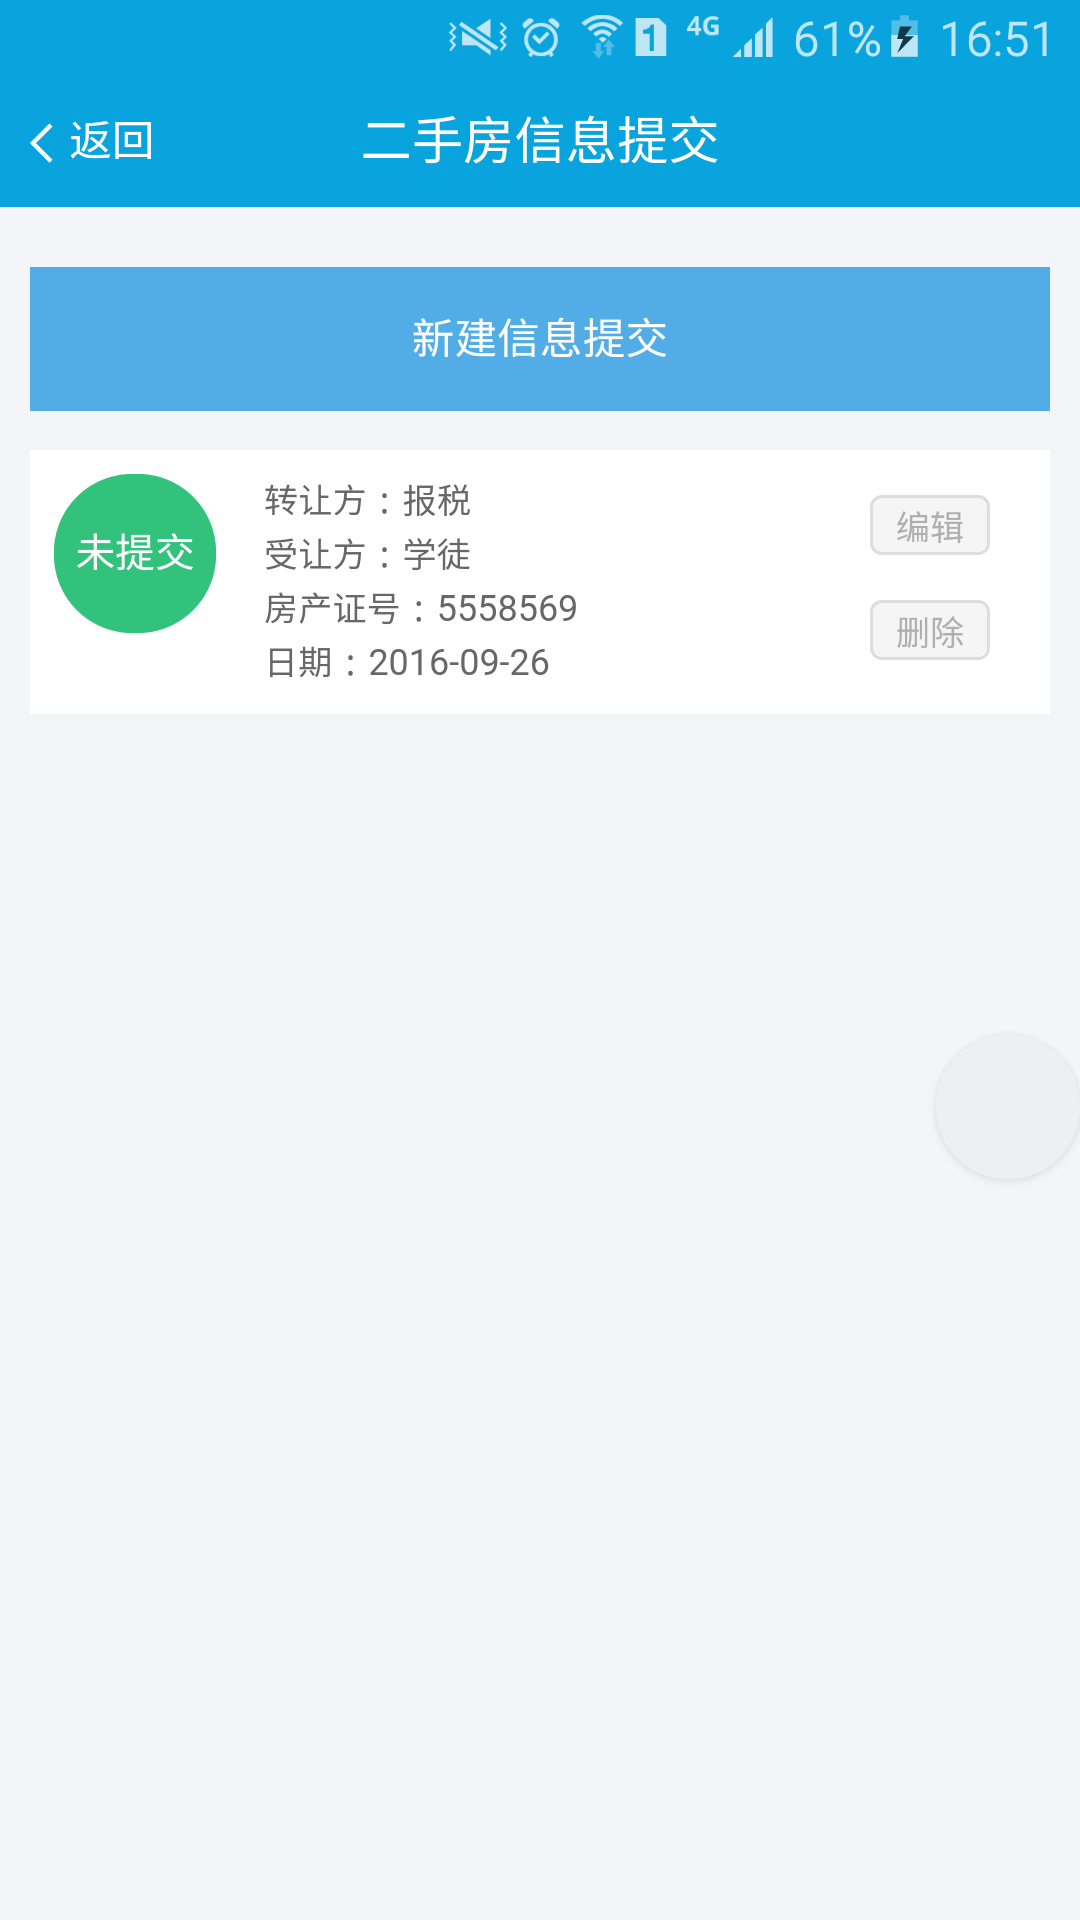 1 4G 61% 16:51
返回 二手房信息提交
新建信息提交
未提交
转让方：报税
受让方：学徒
房产证号：5558569
日期：2016-09-26
编辑
删除